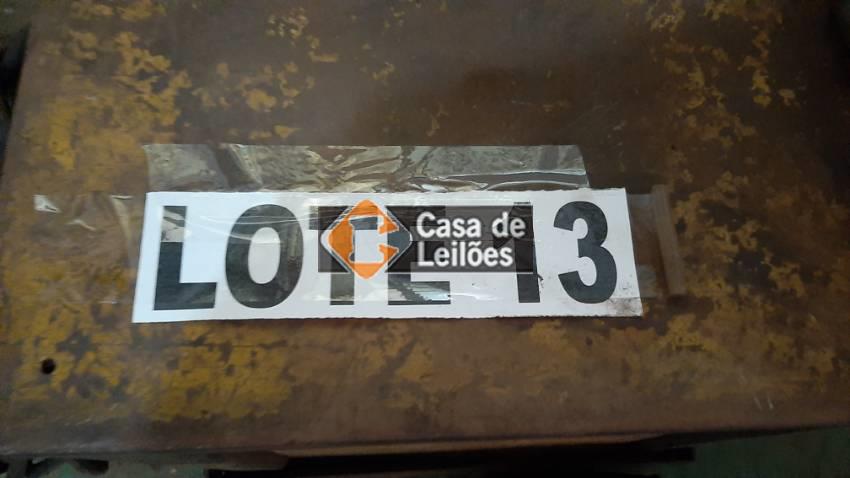 LOTE 13
Casa de
Leilões